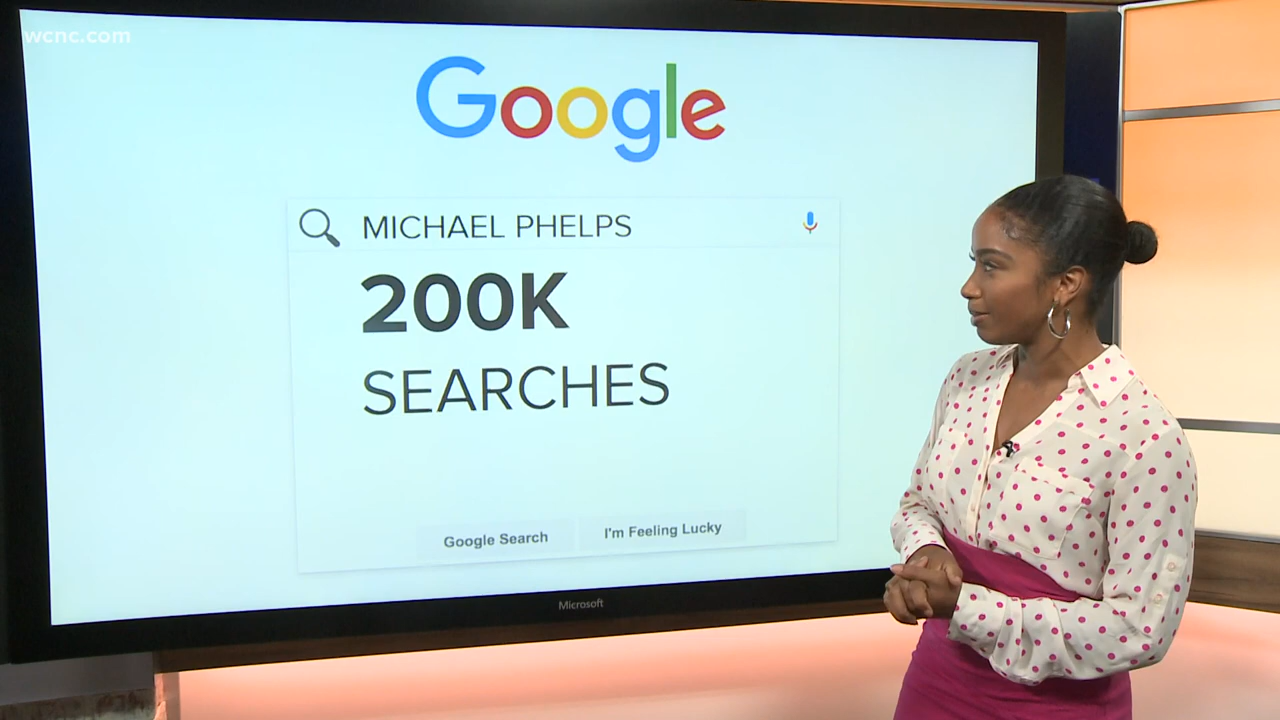 wcnc.com
Google
MICHAEL PHELPS
200K
SEARCHES
Google Search
I'm Feeling Lucky
Microsoft